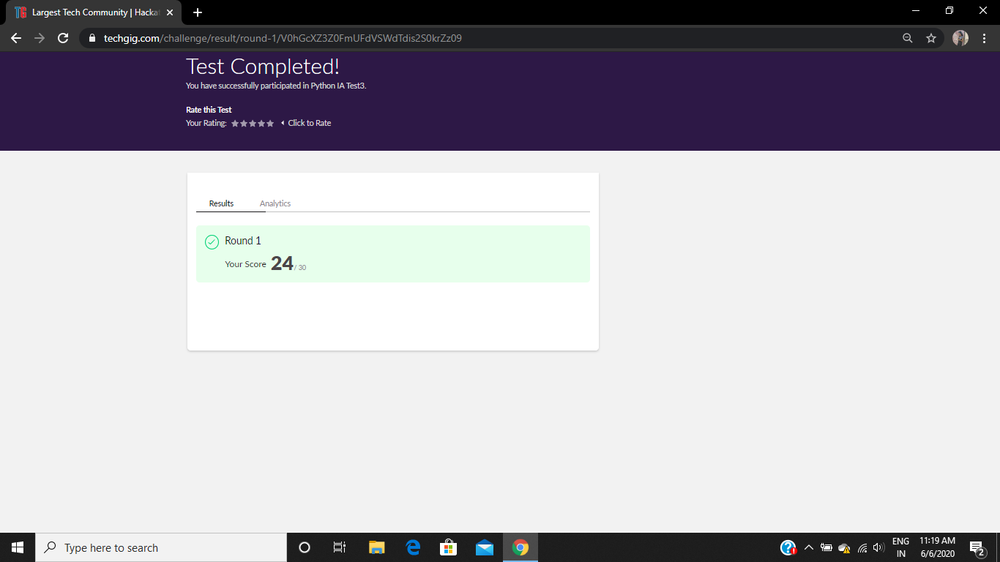 Largest Tech Community | Hacka
techgig.com/challenge/result/round-1/V0hGcXZ3Z0FmUFdVSWdTdis2S0krZz09
Test Completed!
You have successfully participated in Python IA Test3.
Rate this Test
Your Rating: Click to Rate
Results Analytics
Round 1
Your Score 24 / 30
Type here to search
ENG
IN
11:19 AM
6/6/2020
2